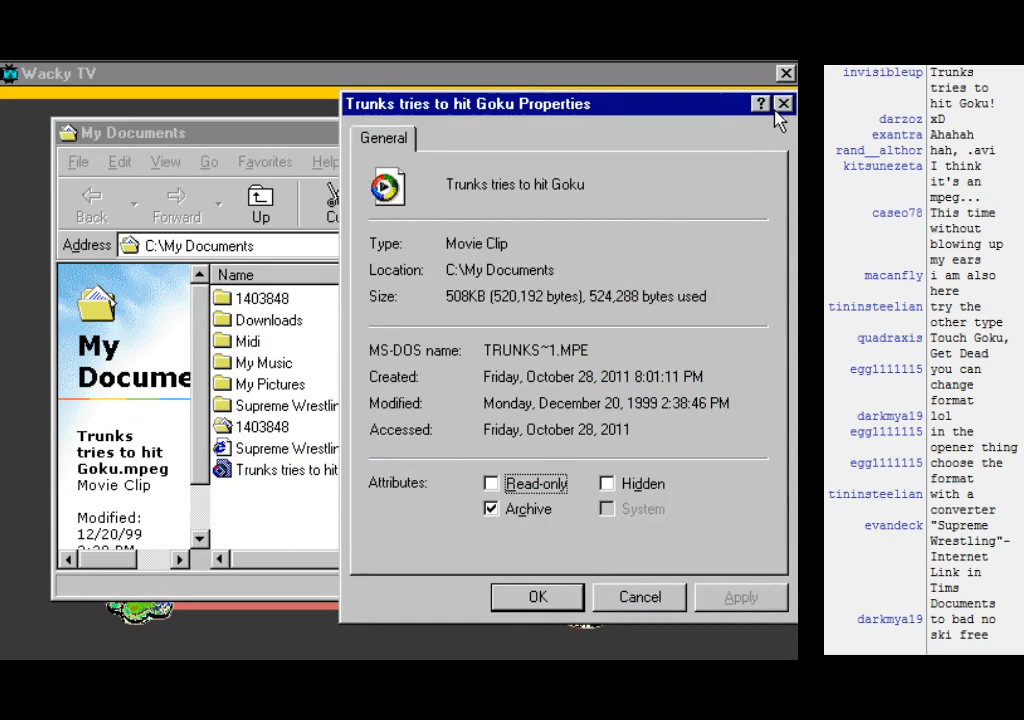 Wacky TV
Trunks tries to hit Goku Properties
My Documents
General
File Edit View Go Favorites Help
Trunks tries to hit Goku
Back Forward Up Cu
Address C:\My Documents
Type: Movie Clip
Location: C:\My Documents
Size: 508KB (520,192 bytes), 524,288 bytes used
Name
1403848
Downloads
Midi
My Music
My Pictures
Supreme Wrestlin
1403848
Supreme Wrestlin
Trunks tries to hit
My
Docume
Trunks
tries to hit
Goku.mpeg
Movie Clip
Modified:
12/20/99
MS-DOS name: TRUNKS~1.MPE
Created: Friday, October 28, 2011 8:01:11 PM
Modified: Monday, December 20, 1999 2:38:46 PM
Accessed: Friday, October 28, 2011
Attributes: Read-only Hidden
Archive System
OK Cancel Apply
invisibleup Trunks
tries to
hit Goku!
darzoz xD
exantra Ahahah
rand__althor hah, .avi
kitsunezeta I think
it's an
mpeg...
caseo78 This time
without
blowing up
my ears
macanfly i am also
here
tininsteelian try the
other type
quadraxis Touch Goku,
Get Dead
egg1111115 you can
change
format
darkmya19 lol
egg1111115 in the
opener thing
egg1111115 choose the
format
tininsteelian with a
converter
evandeck "Supreme
Wrestling"-
Internet
Link in
Tims
Documents
darkmya19 to bad no
ski free